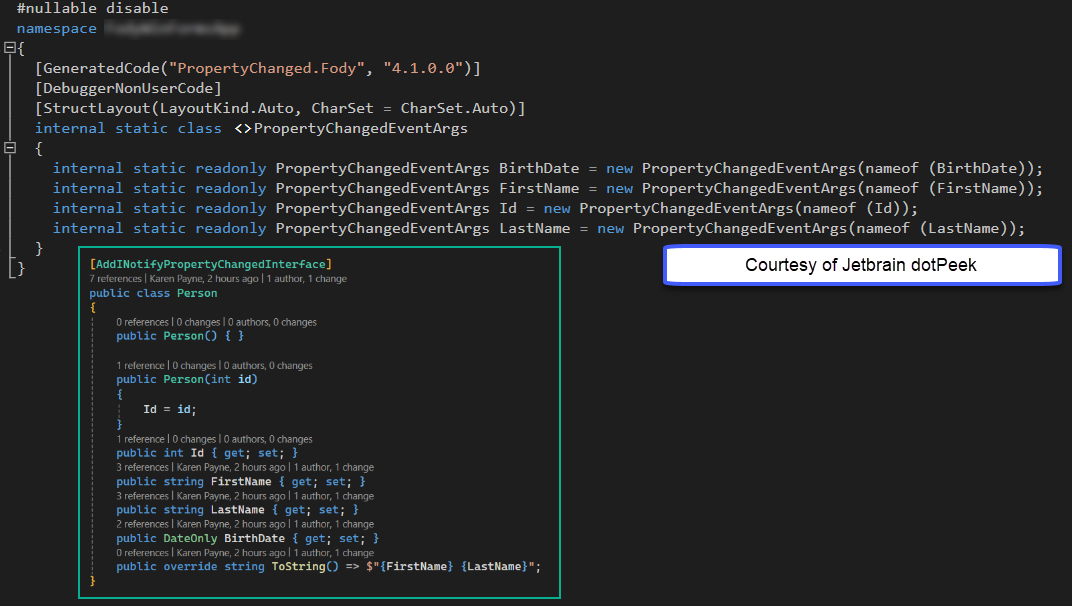 #nullable disable
namespace
{
[GeneratedCode("PropertyChanged.Fody", "4.1.0.0")]
[DebuggerNonUserCode]
[StructLayout(LayoutKind.Auto, CharSet = CharSet.Auto)]
internal static class <>PropertyChangedEventArgs
{
internal static readonly PropertyChangedEventArgs BirthDate = new PropertyChangedEventArgs(nameof (BirthDate));
internal static readonly PropertyChangedEventArgs FirstName = new PropertyChangedEventArgs(nameof (FirstName));
internal static readonly PropertyChangedEventArgs Id = new PropertyChangedEventArgs(nameof (Id));
internal static readonly PropertyChangedEventArgs LastName = new PropertyChangedEventArgs(nameof (LastName));
}
}
Courtesy of Jetbrain dotPeek
[AddINotifyPropertyChangedInterface]
7 references | Karen Payne, 2 hours ago | 1 author, 1 change
public class Person
{
0 references | 0 changes | 0 authors, 0 changes
public Person() { }
1 reference | 0 changes | 0 authors, 0 changes
public Person(int id)
{
Id = id;
}
1 reference | 0 changes | 0 authors, 0 changes
public int Id { get; set; }
3 references | Karen Payne, 2 hours ago | 1 author, 1 change
public string FirstName { get; set; }
3 references | Karen Payne, 2 hours ago | 1 author, 1 change
public string LastName { get; set; }
2 references | Karen Payne, 2 hours ago | 1 author, 1 change
public DateOnly BirthDate { get; set; }
0 references | Karen Payne, 2 hours ago | 1 author, 1 change
public override string ToString() => $"{FirstName} {LastName}";
}